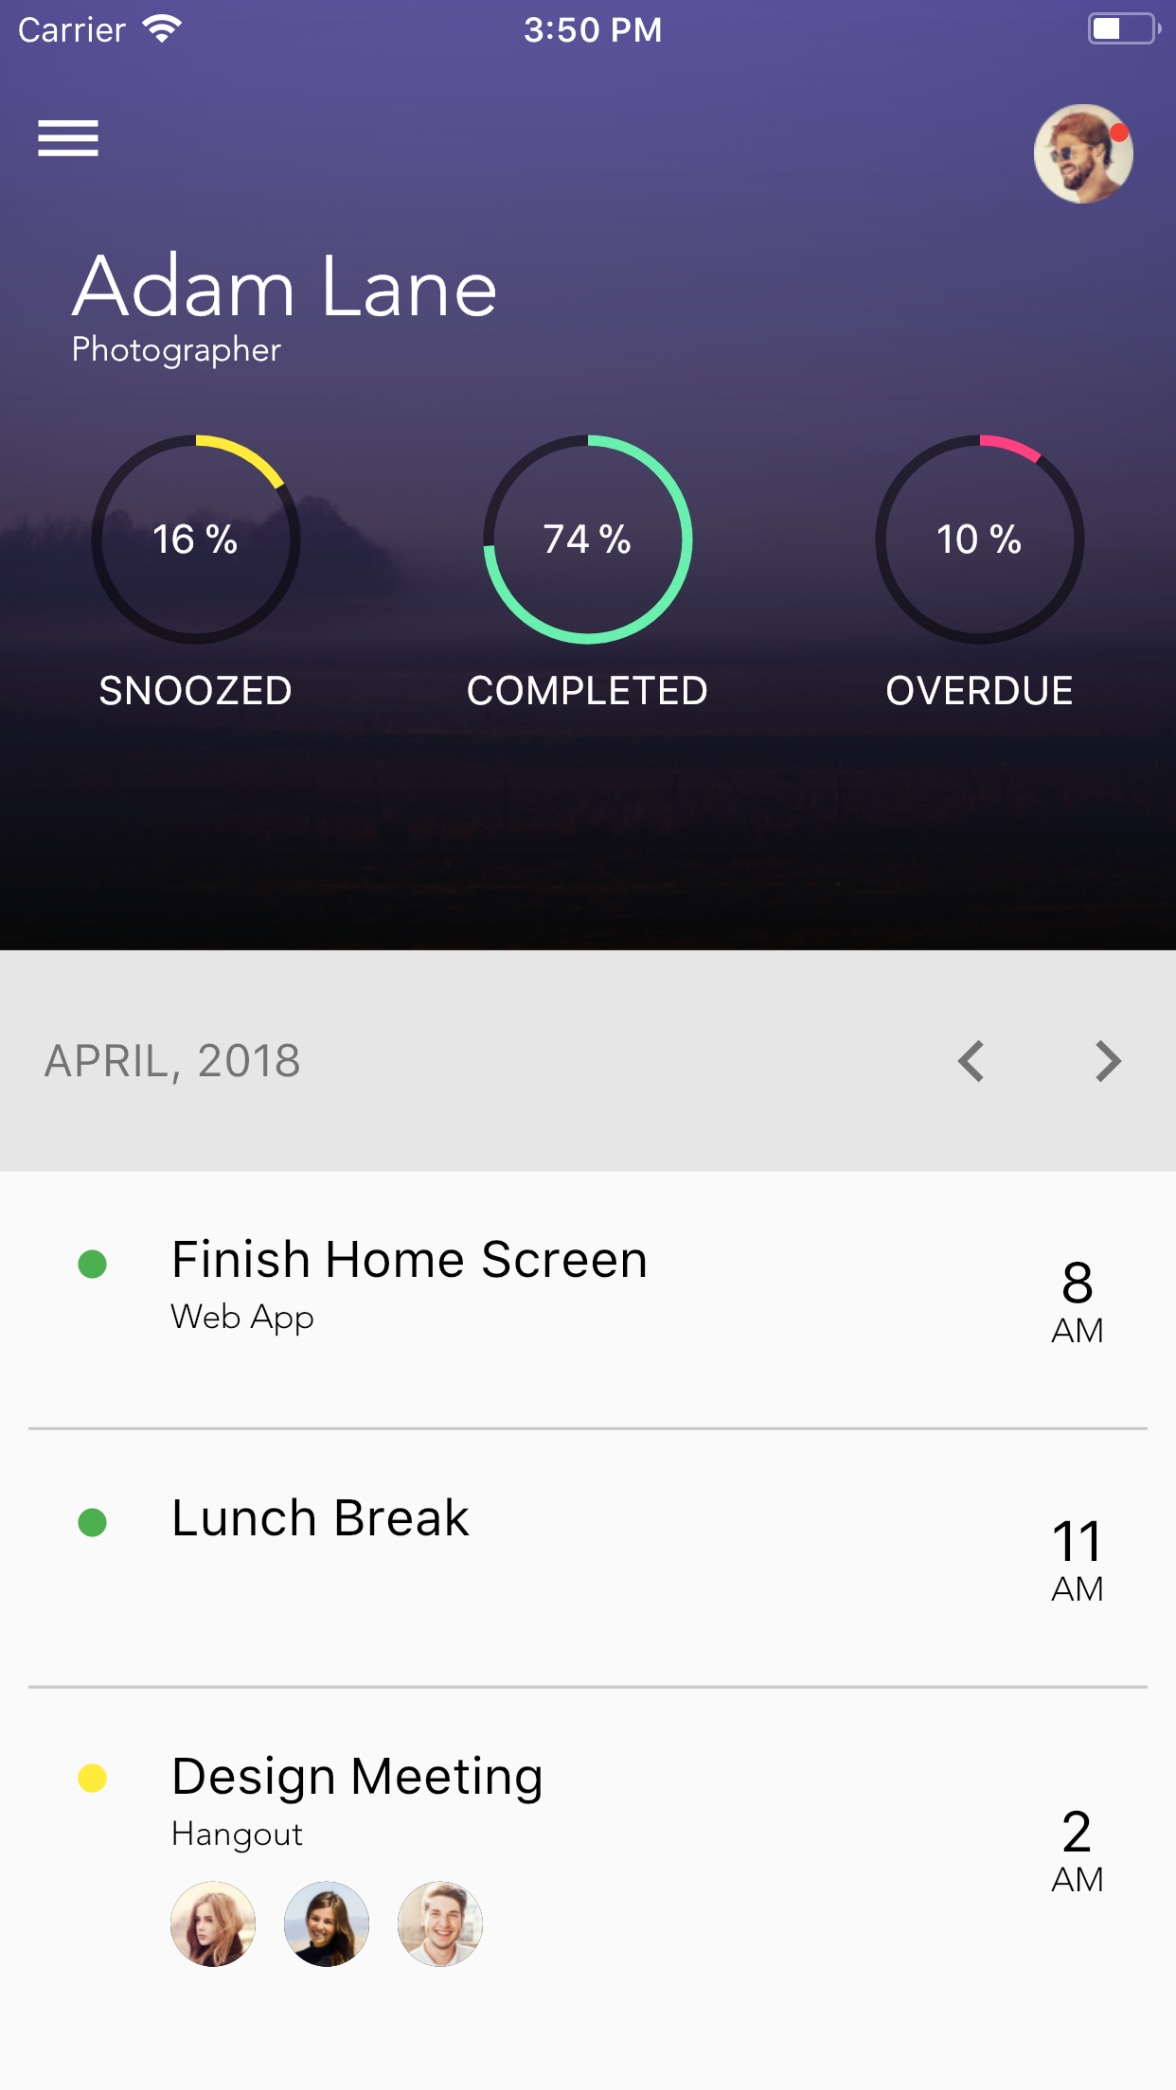 Carrier 3:50 PM
Adam Lane
Photographer
16 % 74 % 10 %
SNOOZED COMPLETED OVERDUE
APRIL, 2018
Finish Home Screen
Web App
8
AM
Lunch Break
11
AM
Design Meeting
Hangout
2
AM